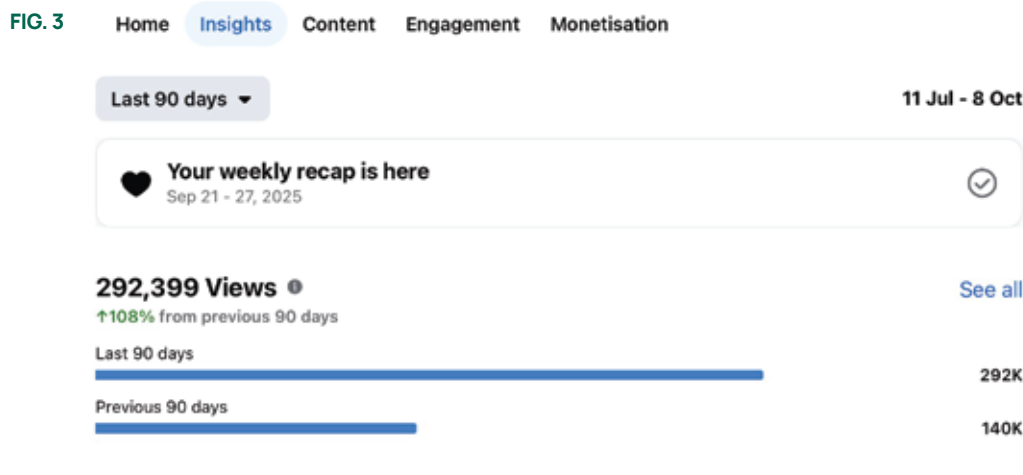 FIG. 3
Home Insights Content Engagement Monetisation
Last 90 days 11 Jul - 8 Oct
Your weekly recap is here
Sep 21 - 27, 2025
292,399 Views See all
↑108% from previous 90 days
Last 90 days
292K
Previous 90 days
140K